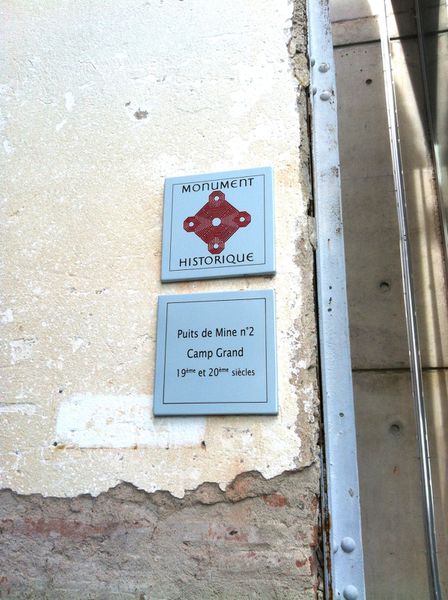 MONUMENT
HISTORIQUE
Puits de Mine n°2
Camp Grand
19ème et 20ème siècles